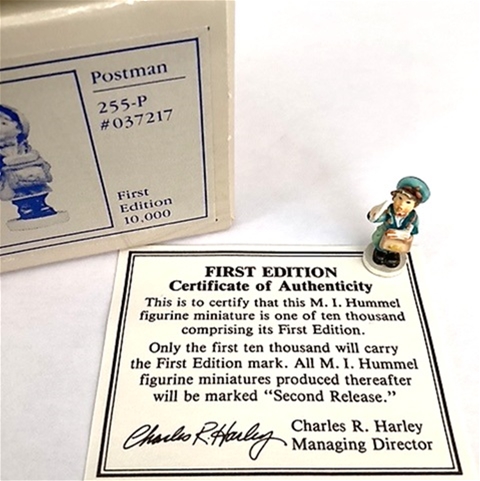 Postman
255-P
#037217
First
Edition
10,000
FIRST EDITION
Certificate of Authenticity
This is to certify that this M. I. Hummel
figurine miniature is one of ten thousand
comprising its First Edition.
Only the first ten thousand will carry
the First Edition mark. All M. I. Hummel
figurine miniatures produced thereafter
will be marked “Second Release.”
Charles R. Harley
Charles R. Harley
Managing Director